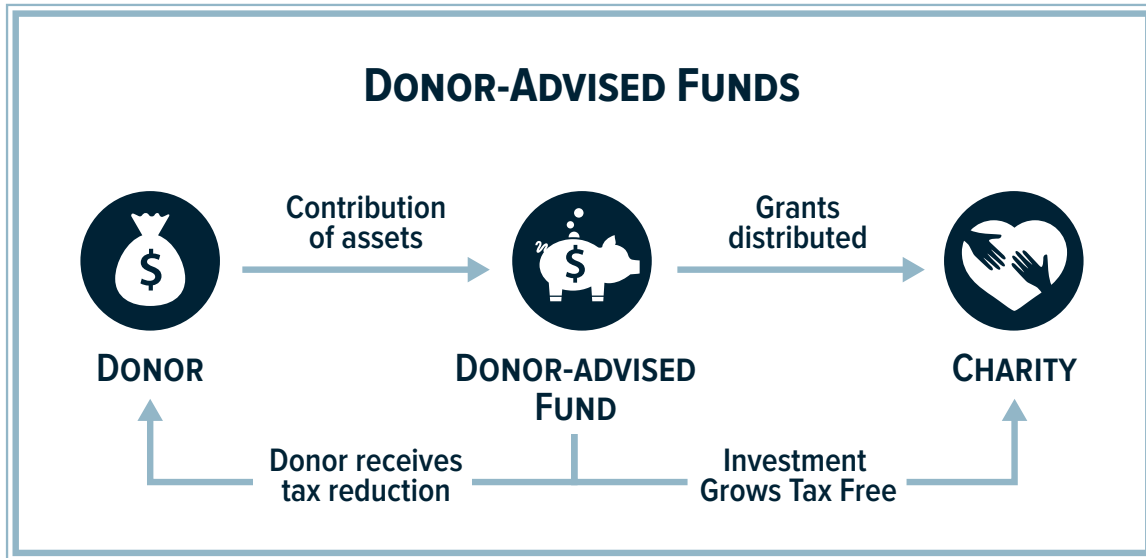 DONOR-ADVISED FUNDS
Contribution
of assets
Grants
distributed
$
$
DONOR
DONOR-ADVISED
FUND
CHARITY
Donor receives
tax reduction
Investment
Grows Tax Free